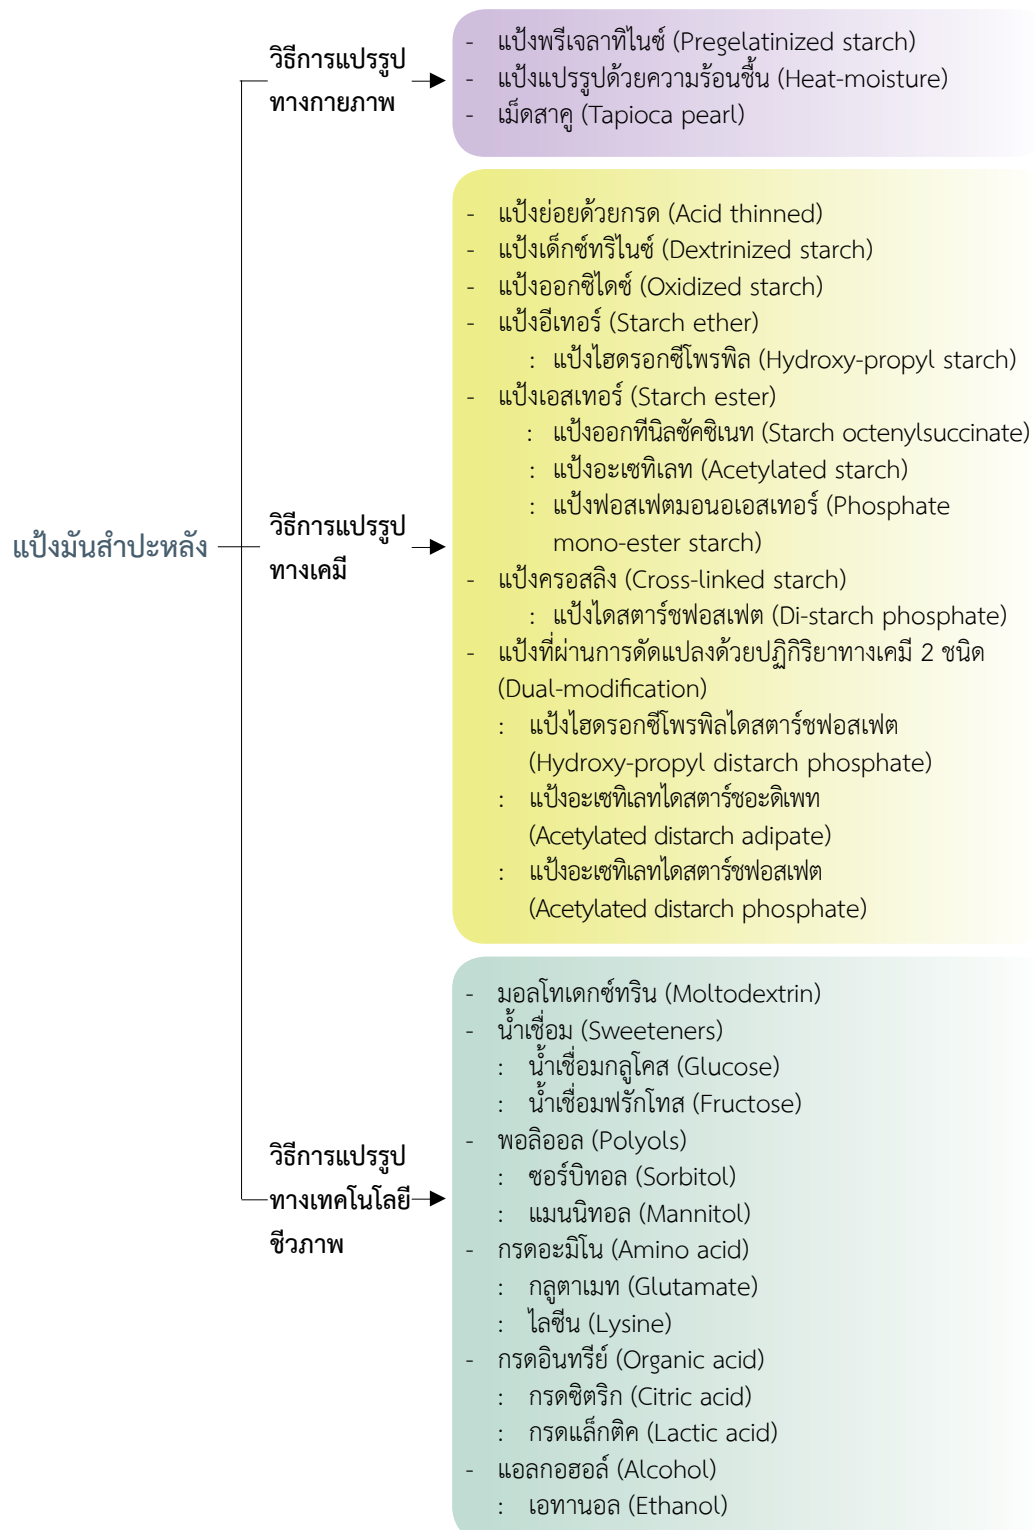 แป้งมันสำปะหลัง
วิธีการแปรรูป
ทางกายภาพ
- แป้งพรีเจลาทิไนซ์ (Pregelatinized starch)
- แป้งแปรรูปด้วยความร้อนชื้น (Heat-moisture)
- เม็ดสาคู (Tapioca pearl)
วิธีการแปรรูป
ทางเคมี
- แป้งย่อยด้วยกรด (Acid thinned)
- แป้งเด็กซ์ทริไนซ์ (Dextrinized starch)
- แป้งออกซิไดซ์ (Oxidized starch)
- แป้งอีเทอร์ (Starch ether)
: แป้งไฮดรอกซีโพรพิล (Hydroxy-propyl starch)
- แป้งเอสเทอร์ (Starch ester)
: แป้งออกทีนิลซัคซิเนท (Starch octenylsuccinate)
: แป้งอะเซทิเลท (Acetylated starch)
: แป้งฟอสเฟตมอนอเอสเทอร์ (Phosphate
mono-ester starch)
- แป้งครอสลิง (Cross-linked starch)
: แป้งไดสตาร์ชฟอสเฟต (Di-starch phosphate)
- แป้งที่ผ่านการดัดแปลงด้วยปฏิกิริยาทางเคมี 2 ชนิด
(Dual-modification)
: แป้งไฮดรอกซีโพรพิลไดสตาร์ชฟอสเฟต
(Hydroxy-propyl distarch phosphate)
: แป้งอะเซทิเลทไดสตาร์ชอะดิเพท
(Acetylated distarch adipate)
: แป้งอะเซทิเลทไดสตาร์ชฟอสเฟต
(Acetylated distarch phosphate)
วิธีการแปรรูป
ทางเทคโนโลยี
ชีวภาพ
- มอลโทเดกซ์ทริน (Moltodextrin)
- น้ำเชื่อม (Sweeteners)
: น้ำเชื่อมกลูโคส (Glucose)
: น้ำเชื่อมฟรักโทส (Fructose)
- พอลิออล (Polyols)
: ซอร์บิทอล (Sorbitol)
: แมนนิทอล (Mannitol)
- กรดอะมิโน (Amino acid)
: กลูตาเมท (Glutamate)
: ไลซีน (Lysine)
- กรดอินทรีย์ (Organic acid)
: กรดซิตริก (Citric acid)
: กรดแล็กติค (Lactic acid)
- แอลกอฮอล์ (Alcohol)
: เอทานอล (Ethanol)